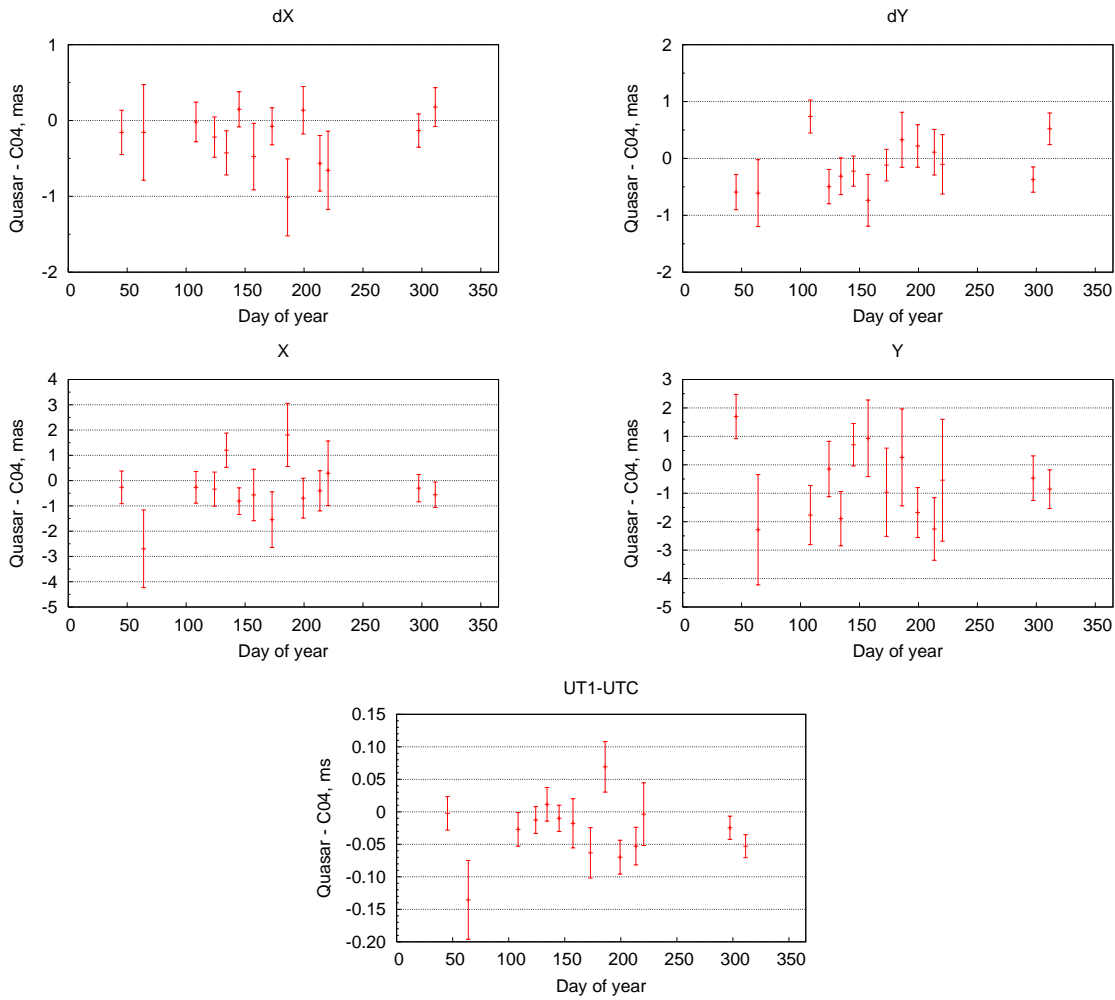 dX
1
0
-1
-2
Quasar - C04, mas
0 50 100 150 200 250 300 350
Day of year
dY
2
1
0
-1
2
Quasar - C04, mas
0 50 100 150 200 250 300 350
Day of year
X
4
3
2
1
0
-1
-2
-3
-4
-5
Quasar - C04, mas
0 50 100 150 200 250 300 350
Day of year
Y
3
2
1
0
-1
-2
-3
-4
-5
Quasar - C04, mas
0 50 100 150 200 250 300 350
Day of year
UT1-UTC
0.15
0.10
0.05
0
-0.05
-0.10
-0.15
-0.20
Quasar - C04, ms
0 50 100 150 200 250 300 350
Day of year